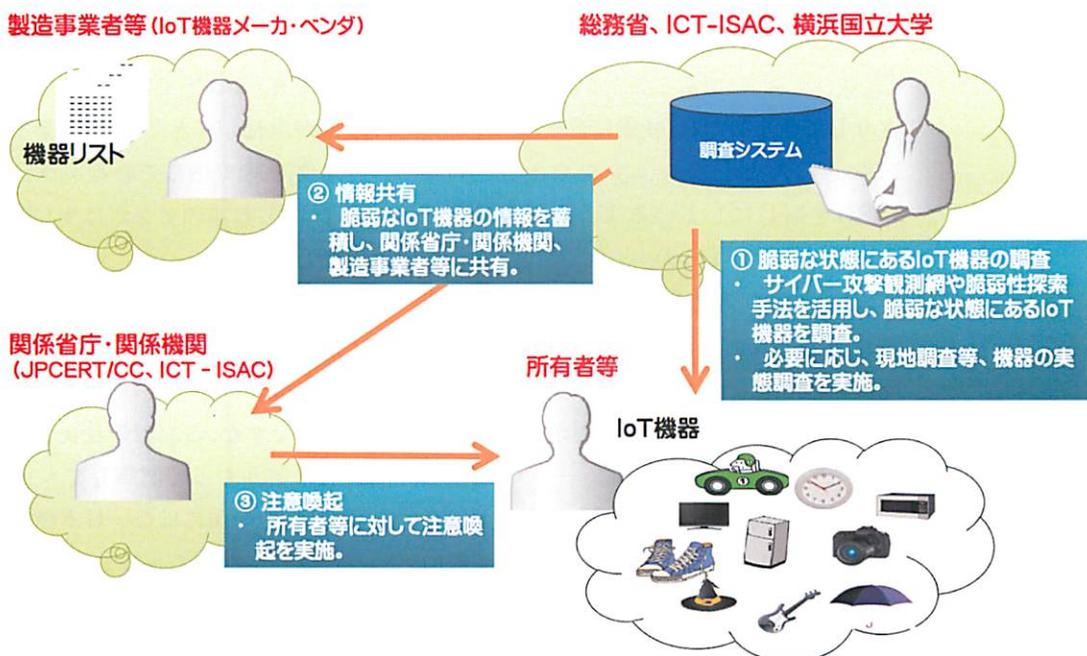 製造事業者等(IoT機器メーカ・ベンダ)
総務省、ICT-ISAC、横浜国立大学
機器リスト
調査システム
② 情報共有
・ 脆弱なIoT機器の情報を蓄
積し、関係省庁・関係機関、
製造事業者等に共有。
① 脆弱な状態にあるIoT機器の調査
・ サイバー攻撃観測網や脆弱性探索
手法を活用し、脆弱な状態にあるIoT
機器を調査。
・ 必要に応じ、現地調査等、機器の実
態調査を実施。
関係省庁・関係機関
(JPCERT/CC、ICT - ISAC)
所有者等
IoT機器
③ 注意喚起
・ 所有者等に対して注意喚
起を実施。
1